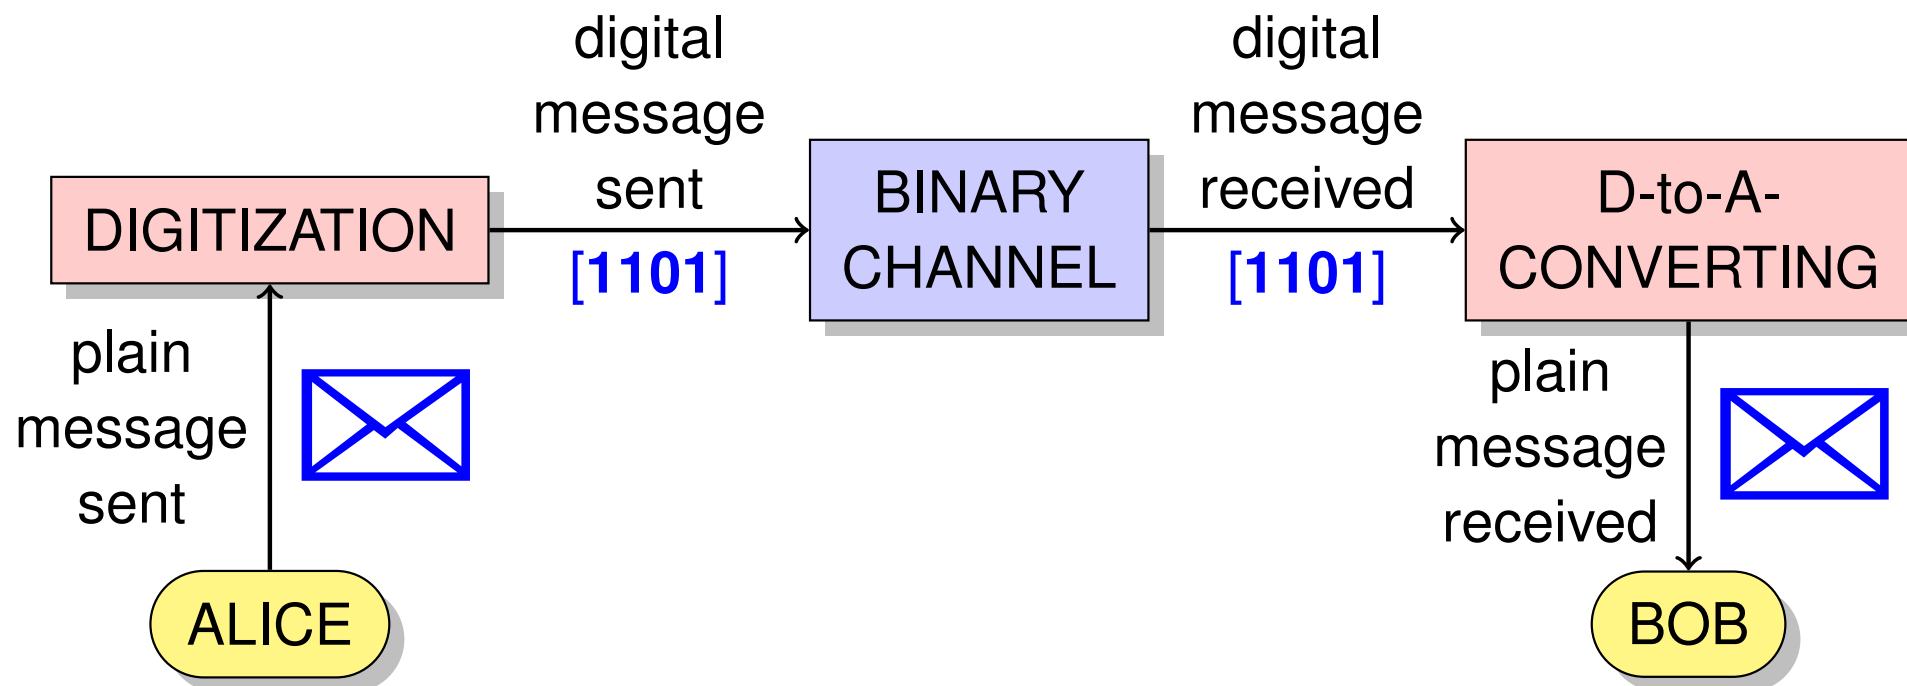 digital
message
sent
digital
message
received
DIGITIZATION
[1101]
BINARY
CHANNEL
[1101]
D-to-A-
CONVERTING
plain
message
sent
plain
message
received
ALICE
BOB